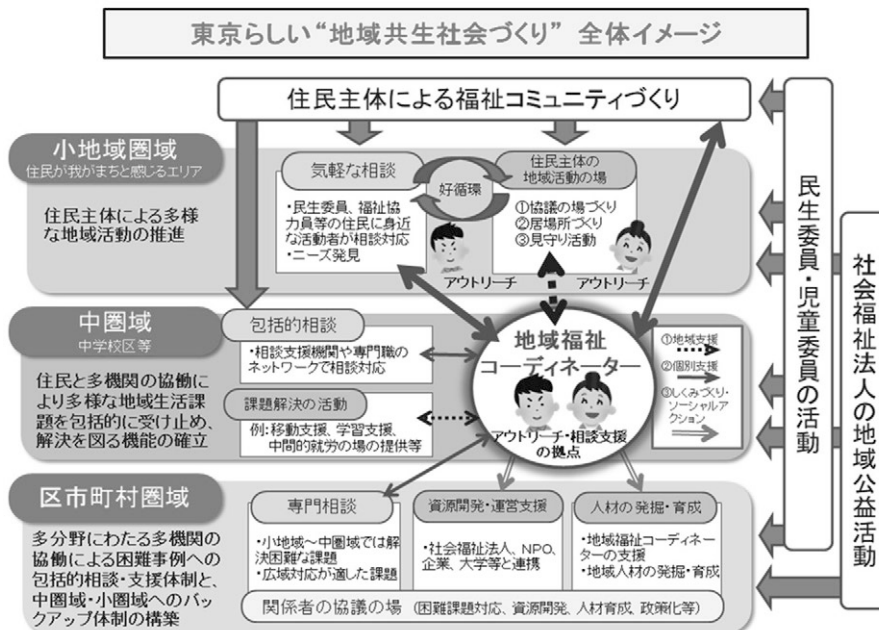 東京らしい“地域共生社会づくり” 全体イメージ
住民主体による福祉コミュニティづくり
小地域圏域
住民が我がまちと感じるエリア
住民主体による多様
な地域活動の推進
気軽な相談
・民生委員、福祉協
力員等の住民に身近
な活動者が相談対応
・ニーズ発見
アウトリーチ
好循環
住民主体の
地域活動の場
①協議の場づくり
②居場所づくり
③見守り活動
アウトリーチ
中圏域
中学校区等
住民と多機関の協働に
より多様な地域生活課
題を包括的に受け止め、
解決を図る機能の確立
包括的相談
・相談支援機関や専門職の
ネットワークで相談対応
課題解決の活動
例：移動支援、学習支援、
中間的就労の場の提供等
地域福祉
コーディネーター
アウトリーチ・相談支援
の拠点
①地域支援
②個別支援
③しくみづくり・
ソーシャルア
クション
区市町村圏域
多分野にわたる多機関の
協働による困難事例への
包括的相談・支援体制と、
中圏域・小圏域へのバック
アップ体制の構築
専門相談
・小地域～中圏域では解
決困難な課題
・広域対応が適した課題
資源開発・運営支援
・社会福祉法人、NPO、
企業、大学等と連携
人材の発掘・育成
・地域福祉コーディネー
ターの支援
・地域人材の発掘・育成
関係者の協議の場 (困難課題対応、資源開発、人材育成、政策化等)
民生委員・児童委員の活動
社会福祉法人の地域公益活動